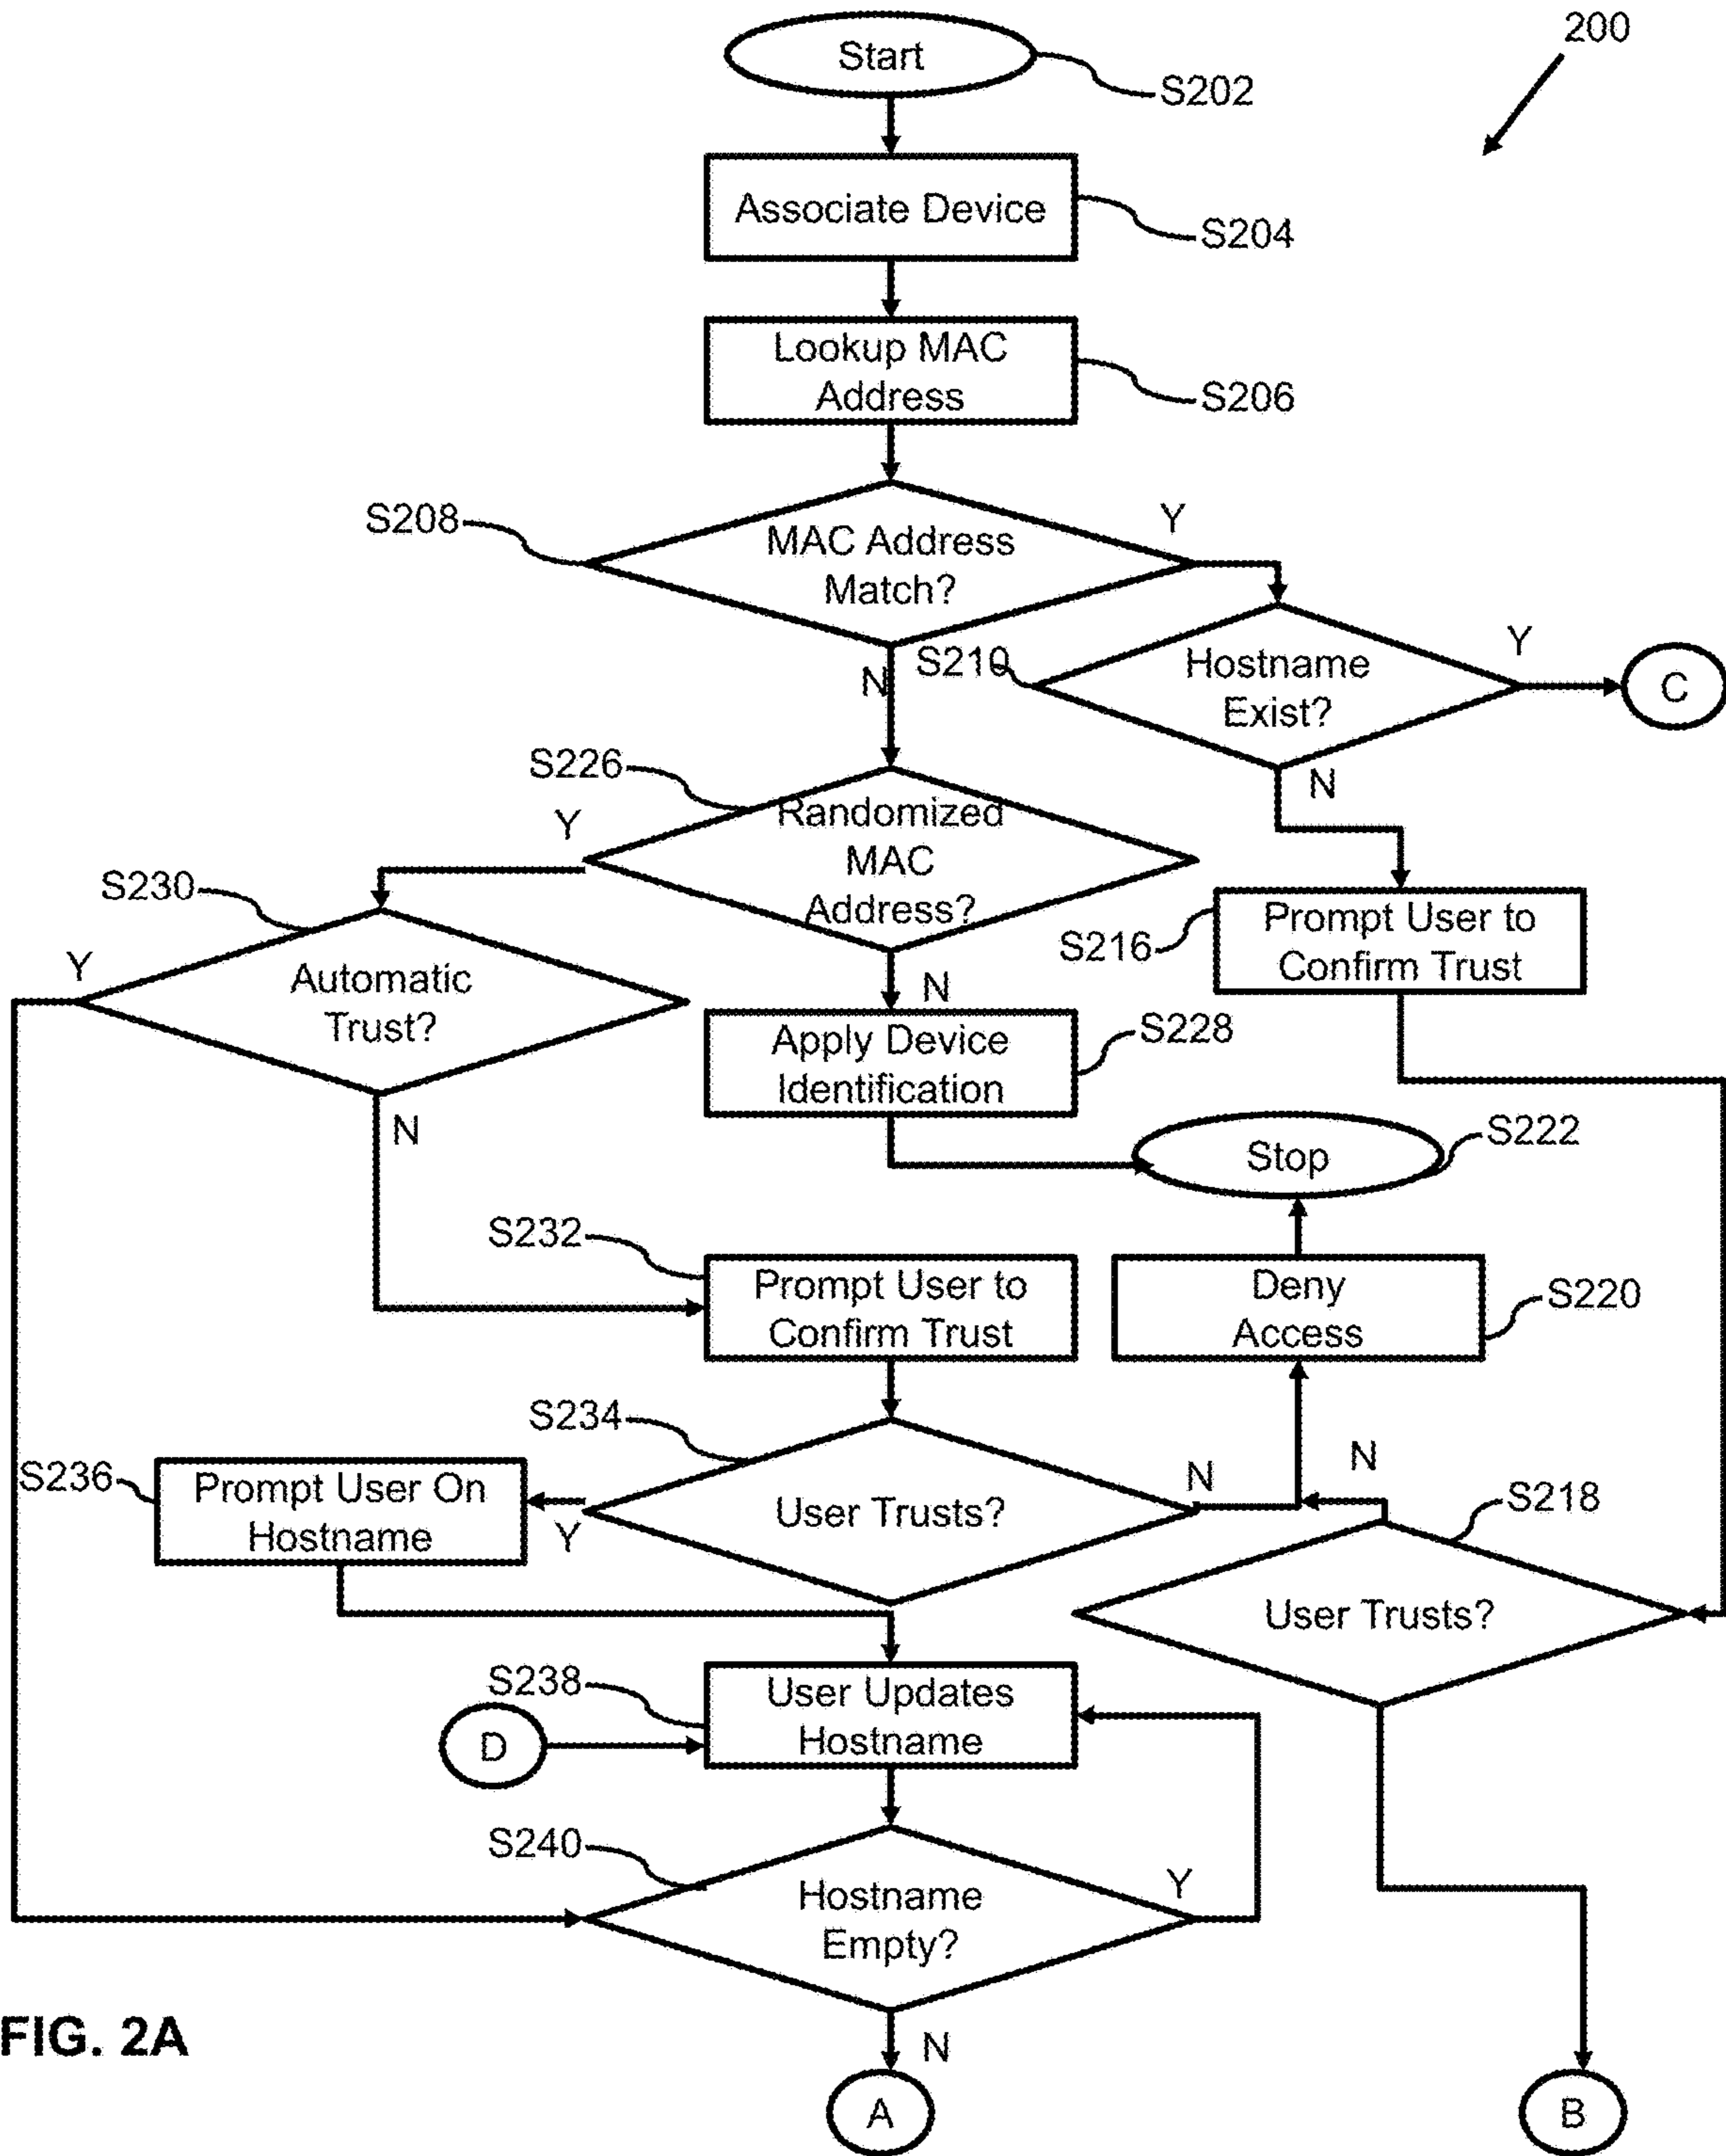 200
Start
S202
Associate Device
S204
Lookup MAC
Address
S206
S208
MAC Address
Match?
Y
N
S210
Hostname
Exist?
Y
C
N
S226
Randomized
MAC
Address?
Y
N
S216
Prompt User to
Confirm Trust
S230
Automatic
Trust?
Y
N
Apply Device
Identification
S228
Stop
S222
S232
Prompt User to
Confirm Trust
Deny
Access
S220
S234
User Trusts?
N
Y
S236
Prompt User On
Hostname
N
S218
User Trusts?
S238
User Updates
Hostname
D
S240
Hostname
Empty?
Y
N
FIG. 2A
A
B